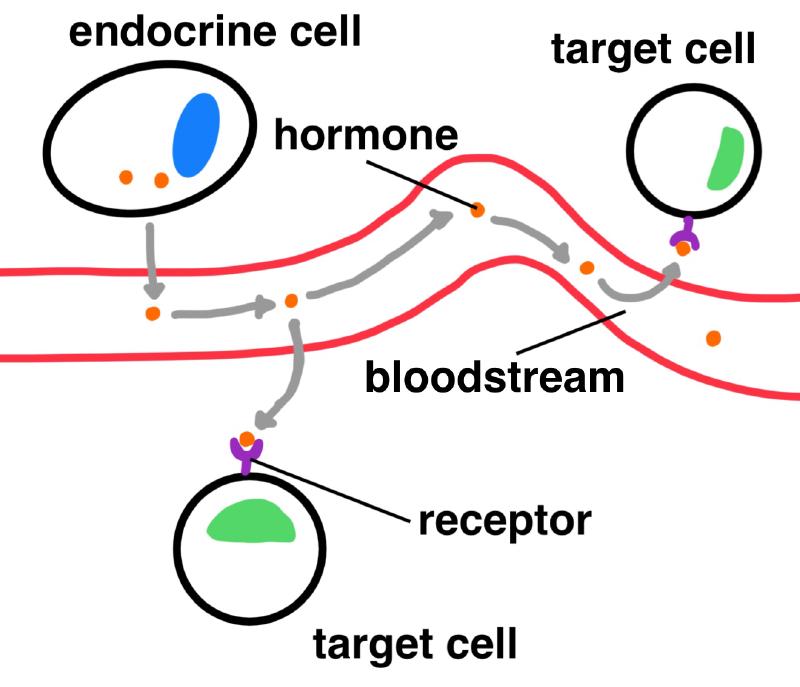 endocrine cell
target cell
hormone
bloodstream
receptor
target cell